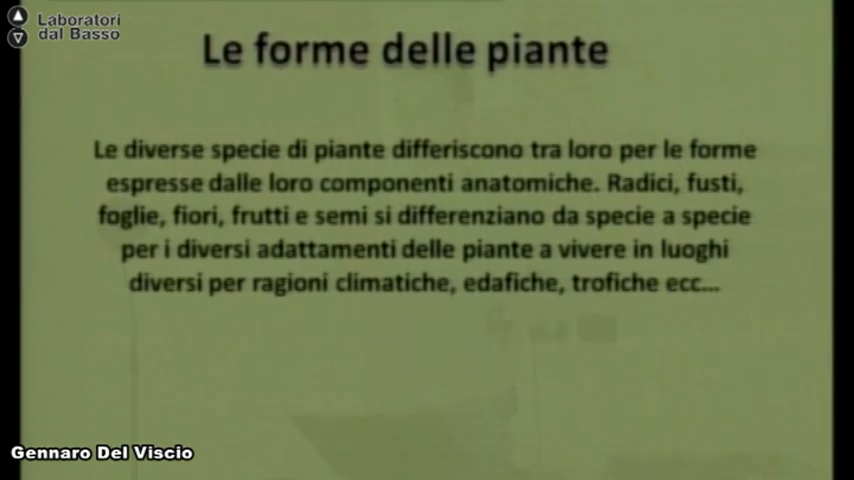 Laboratori
dal Basso
Le forme delle piante
Le diverse specie di piante differiscono tra loro per le forme
espresse dalle loro componenti anatomiche. Radici, fusti,
foglie, fiori, frutti e semi si differenziano da specie a specie
per i diversi adattamenti delle piante a vivere in luoghi
diversi per ragioni climatiche, edafiche, trofiche ecc...
Gennaro Del Viscio